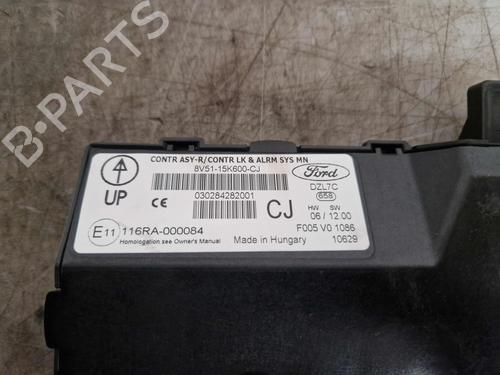 CONTR ASY-R/CONTR LK & ALRM SYS MN
8V51-15K600-CJ
Ford
UP
030284282001
CE
CJ
DZL7C
658
HW SW
06 / 12.00
E11 116RA-000084
Homologation see Owner's Manual
Made in Hungary
F005 V0 1086
10629
B-PARTS